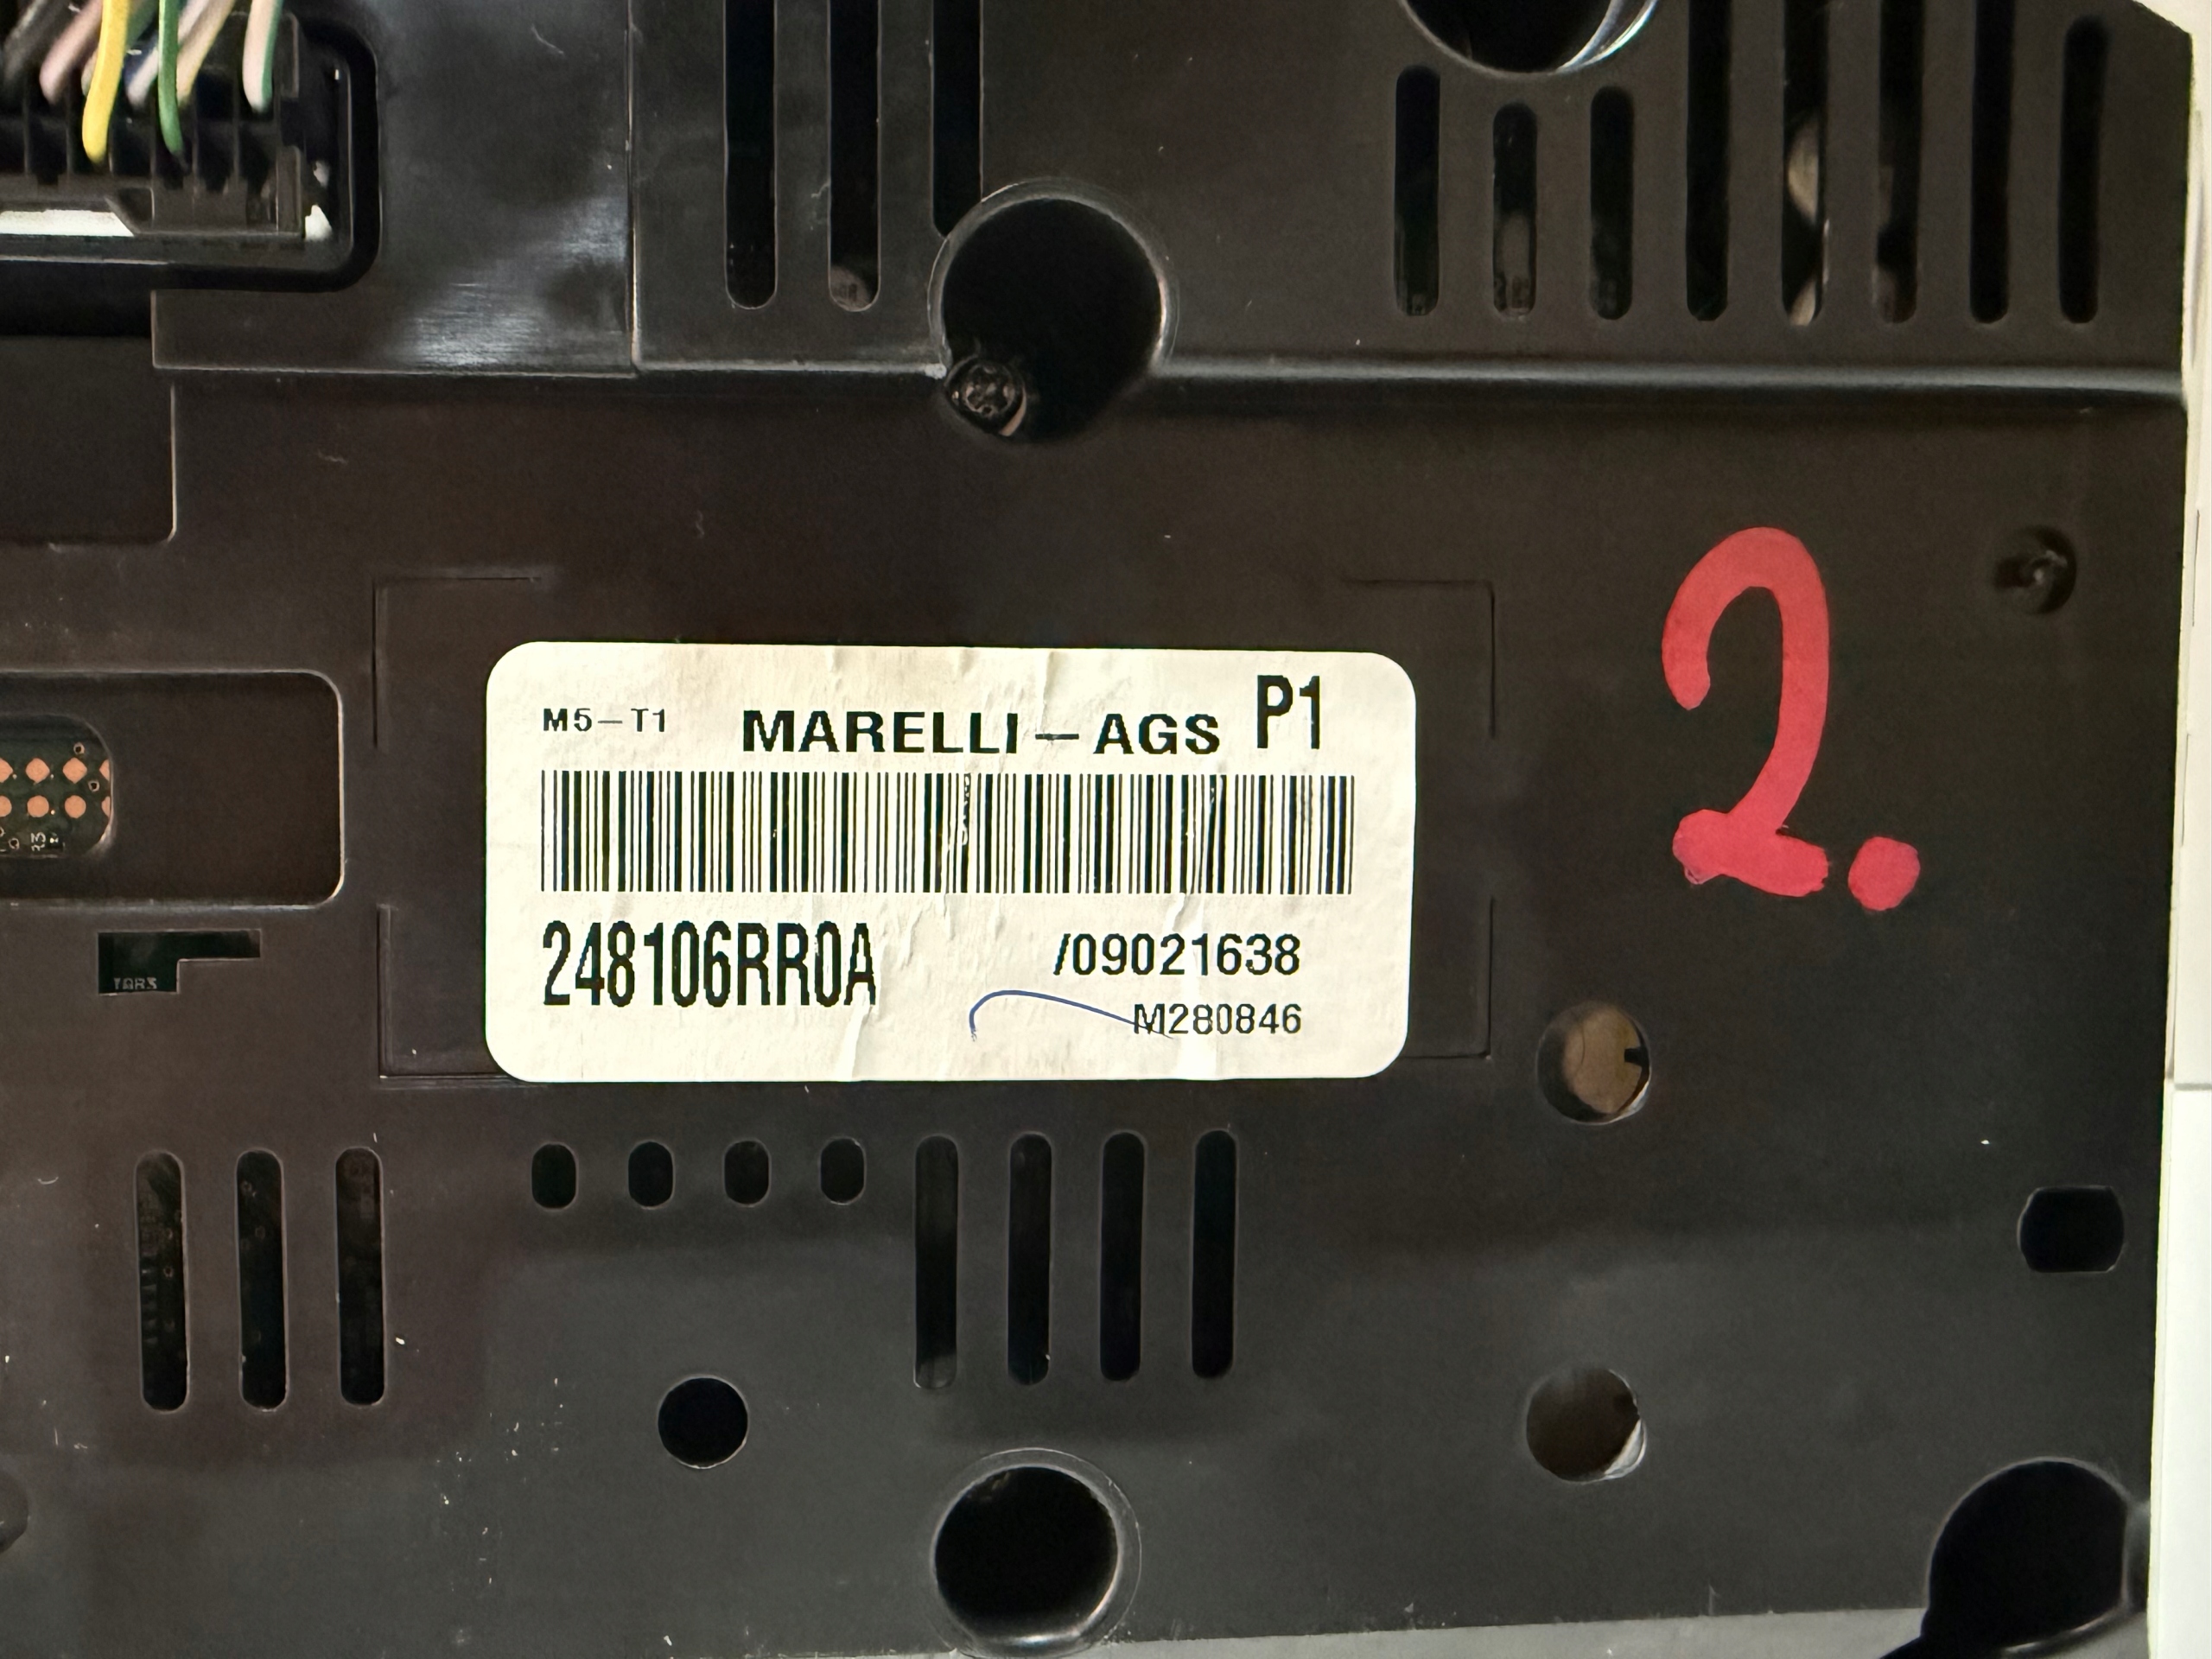 M5-T1 MARELLI-AGS P1
248106RR0A /09021638
M280846
2.